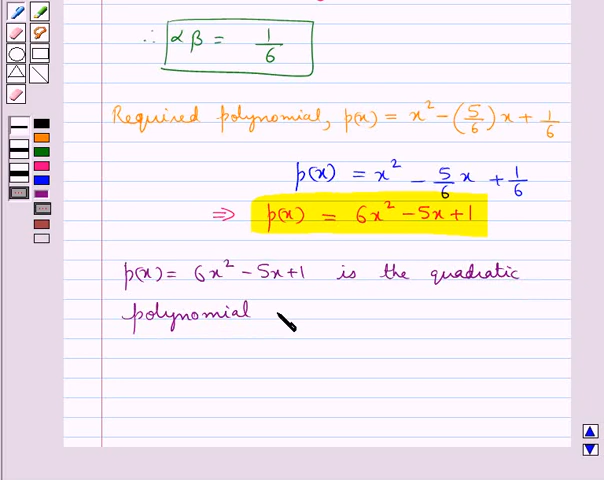 ∴ αβ = 1/6
Required polynomial, p(x) = x² - (5/6)x + 1/6
p(x) = x² - 5/6 x + 1/6
⇒ p(x) = 6x² - 5x + 1
p(x) = 6x² - 5x + 1 is the quadratic
polynomial